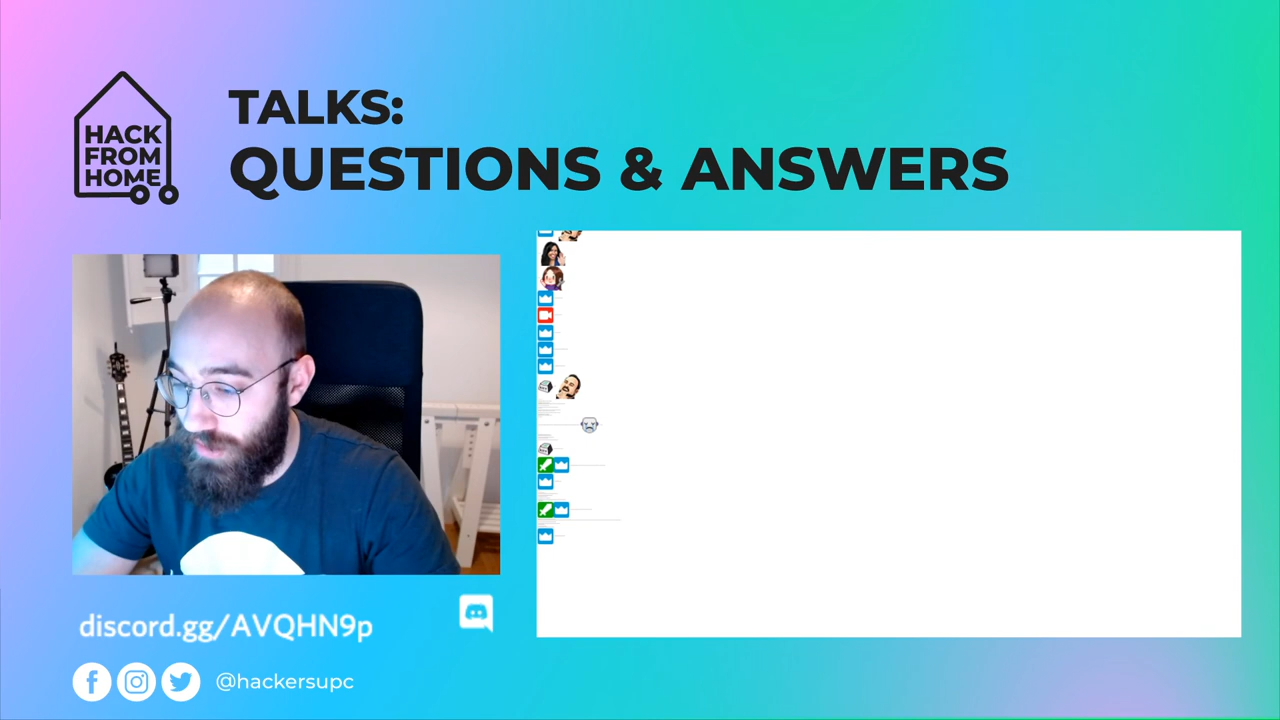 HACK
FROM
HOME
TALKS:
QUESTIONS & ANSWERS
discord.gg/AVQHN9p
@hackersupc